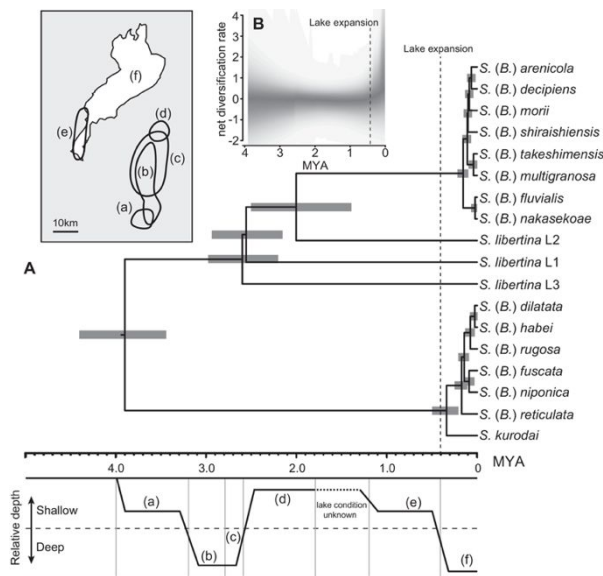 (f)
(e)
(d)
(c)
(b)
(a)
10km
B
net diversification rate
4
3
2
1
0
-1
-2
4 3 2 1 0
MYA
Lake expansion
Lake expansion
A
S. (B.) arenicola
S. (B.) decipiens
S. (B.) morii
S. (B.) shiraishiensis
S. (B.) takeshimensis
S. (B.) multigranosa
S. (B.) fluvialis
S. (B.) nakasekoae
S. libertina L2
S. libertina L1
S. libertina L3
S. (B.) dilatata
S. (B.) habei
S. (B.) rugosa
S. (B.) fuscata
S. (B.) niponica
S. (B.) reticulata
S. kurodai
MYA
4.0 3.0 2.0 1.0 0
Relative depth
Shallow
Deep
(a)
(b)
(c)
(d)
lake condition
unknown
(e)
(f)